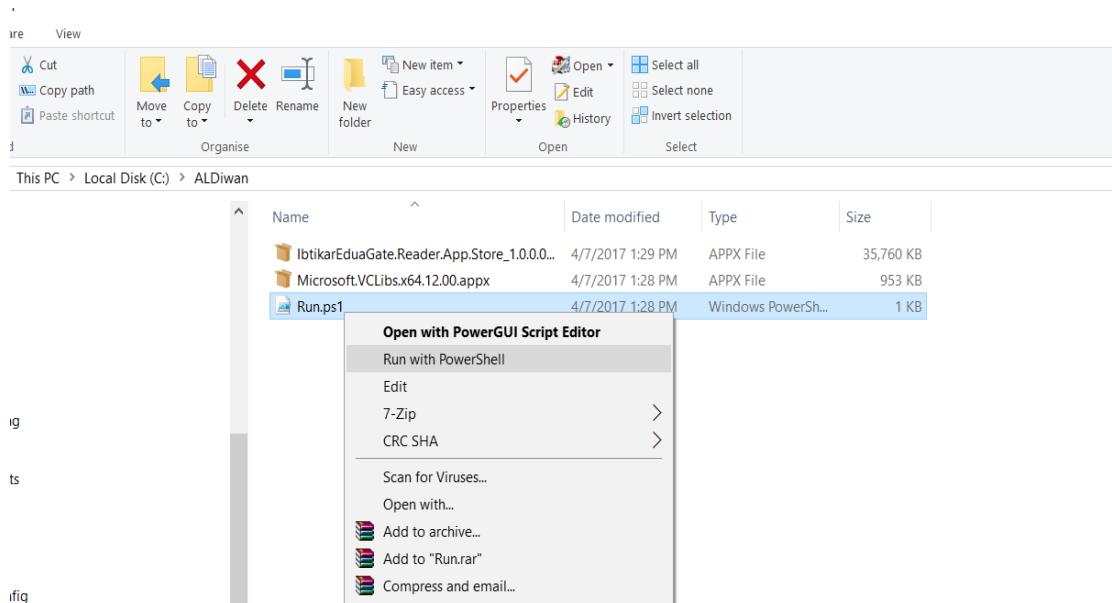 are View
Cut
Copy path
Paste shortcut
Move to
Copy to
Delete
Rename
New folder
New item
Easy access
Properties
Open
Edit
History
Select all
Select none
Invert selection
d Organise New Open Select
This PC > Local Disk (C:) > ALDiwan
Name Date modified Type Size
IbtikarEduaGate.Reader.App.Store_1.0.0.0... 4/7/2017 1:29 PM APPX File 35,760 KB
Microsoft.VCLibs.x64.12.00.appx 4/7/2017 1:28 PM APPX File 953 KB
Run.ps1 4/7/2017 1:28 PM Windows PowerSh... 1 KB
Open with PowerGUI Script Editor
Run with PowerShell
Edit
7-Zip
CRC SHA
Scan for Viruses...
Open with...
Add to archive...
Add to "Run.rar"
Compress and email...
ts